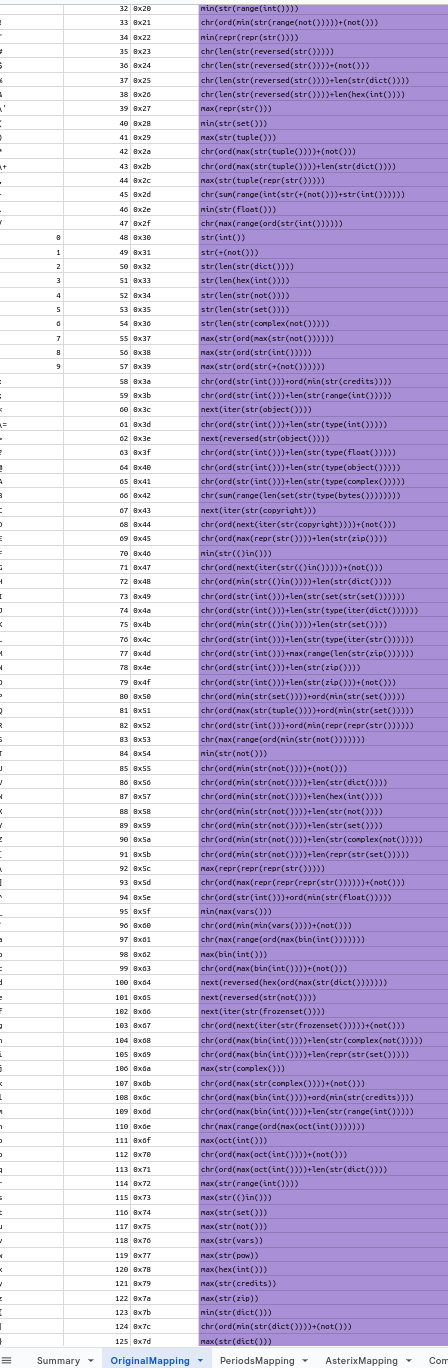 32 0x20 min(str(range(int())))
! 33 0x21 chr(ord(min(str(range(not()))))+(not()))
" 34 0x22 min(repr(repr(str())))
# 35 0x23 chr(len(str(reversed(str()))))
$ 36 0x24 chr(len(str(reversed(str())))+(not()))
% 37 0x25 chr(len(str(reversed(str())))+len(str(dict())))
& 38 0x26 chr(len(str(reversed(str())))+len(hex(int())))
\' 39 0x27 max(repr(str()))
( 40 0x28 min(str(set()))
) 41 0x29 max(str(tuple()))
* 42 0x2a chr(ord(max(str(tuple())))+(not()))
\+ 43 0x2b chr(ord(max(str(tuple())))+len(str(dict())))
, 44 0x2c max(str(tuple(repr(str()))))
- 45 0x2d chr(sum(range(int(str(+(not()))+str(int())))))
. 46 0x2e min(str(float()))
/ 47 0x2f chr(max(range(ord(str(int())))))
0 48 0x30 str(int())
1 49 0x31 str(+(not()))
2 50 0x32 str(len(str(dict())))
3 51 0x33 str(len(hex(int())))
4 52 0x34 str(len(str(not())))
5 53 0x35 str(len(str(set())))
6 54 0x36 str(len(str(complex(not()))))
7 55 0x37 max(str(ord(max(str(not())))))
8 56 0x38 max(str(ord(str(int()))))
9 57 0x39 max(str(ord(str(+(not())))))
: 58 0x3a chr(ord(str(int()))+ord(min(str(credits))))
; 59 0x3b chr(ord(str(int()))+len(str(range(int()))))
< 60 0x3c next(iter(str(object())))
\= 61 0x3d chr(ord(str(int()))+len(str(type(int()))))
> 62 0x3e next(reversed(str(object())))
? 63 0x3f chr(ord(str(int()))+len(str(type(float()))))
@ 64 0x40 chr(ord(str(int()))+len(str(type(object()))))
A 65 0x41 chr(ord(str(int()))+len(str(type(complex()))))
B 66 0x42 chr(sum(range(len(set(str(type(bytes())))))))
C 67 0x43 next(iter(str(copyright)))
D 68 0x44 chr(ord(next(iter(str(copyright))))+(not()))
E 69 0x45 chr(ord(max(repr(str())))+len(str(zip())))
F 70 0x46 min(str(()in()))
G 71 0x47 chr(ord(next(iter(str(()in()))))+(not()))
H 72 0x48 chr(ord(min(str(()in())))+len(str(dict())))
I 73 0x49 chr(ord(str(int()))+len(str(set(str(set())))))
J 74 0x4a chr(ord(str(int()))+len(str(type(iter(dict())))))
K 75 0x4b chr(ord(min(str(()in())))+len(str(set())))
L 76 0x4c chr(ord(str(int()))+len(str(type(iter(str())))))
M 77 0x4d chr(ord(str(int()))+max(range(len(str(zip())))))
N 78 0x4e chr(ord(str(int()))+len(str(zip())))
O 79 0x4f chr(ord(str(int()))+len(str(zip()))+(not()))
P 80 0x50 chr(ord(min(str(set())))+ord(min(str(set()))))
Q 81 0x51 chr(ord(max(str(tuple())))+ord(min(str(set()))))
R 82 0x52 chr(ord(str(int()))+ord(min(repr(repr(str())))))
S 83 0x53 chr(max(range(ord(min(str(not()))))))
T 84 0x54 min(str(not()))
U 85 0x55 chr(ord(min(str(not())))+(not()))
V 86 0x56 chr(ord(min(str(not())))+len(str(dict())))
W 87 0x57 chr(ord(min(str(not())))+len(hex(int())))
X 88 0x58 chr(ord(min(str(not())))+len(str(not())))
Y 89 0x59 chr(ord(min(str(not())))+len(str(set())))
Z 90 0x5a chr(ord(min(str(not())))+len(str(complex(not()))))
[ 91 0x5b chr(ord(min(str(not())))+len(repr(str(set()))))
\ 92 0x5c max(repr(repr(repr(str()))))
] 93 0x5d chr(ord(max(repr(repr(repr(str())))))+(not()))
^ 94 0x5e chr(ord(str(int()))+ord(min(str(float()))))
_ 95 0x5f min(max(vars()))
` 96 0x60 chr(ord(min(min(vars())))+(not()))
a 97 0x61 chr(max(range(ord(max(bin(int()))))))
b 98 0x62 max(bin(int()))
c 99 0x63 chr(ord(max(bin(int())))+(not()))
d 100 0x64 next(reversed(hex(ord(max(str(dict()))))))
e 101 0x65 next(reversed(str(not())))
f 102 0x66 next(iter(str(frozenset())))
g 103 0x67 chr(ord(next(iter(str(frozenset()))))+(not()))
h 104 0x68 chr(ord(max(bin(int())))+len(str(complex(not()))))
i 105 0x69 chr(ord(max(bin(int())))+len(repr(str(set()))))
j 106 0x6a max(str(complex()))
k 107 0x6b chr(ord(max(str(complex())))+(not()))
l 108 0x6c chr(ord(max(bin(int())))+ord(min(str(credits))))
m 109 0x6d chr(ord(max(bin(int())))+len(str(range(int()))))
n 110 0x6e chr(max(range(ord(max(oct(int()))))))
o 111 0x6f max(oct(int()))
p 112 0x70 chr(ord(max(oct(int())))+(not()))
q 113 0x71 chr(ord(max(oct(int())))+len(str(dict())))
r 114 0x72 max(str(range(int())))
s 115 0x73 max(str(()in()))
t 116 0x74 max(str(set()))
u 117 0x75 max(str(not()))
v 118 0x76 max(str(vars))
w 119 0x77 max(str(pow))
x 120 0x78 max(hex(int()))
y 121 0x79 max(str(credits))
z 122 0x7a max(str(zip))
{ 123 0x7b min(str(dict()))
| 124 0x7c chr(ord(min(str(dict())))+(not()))
} 125 0x7d max(str(dict()))
Summary OriginalMapping PeriodsMapping AsterixMapping Con